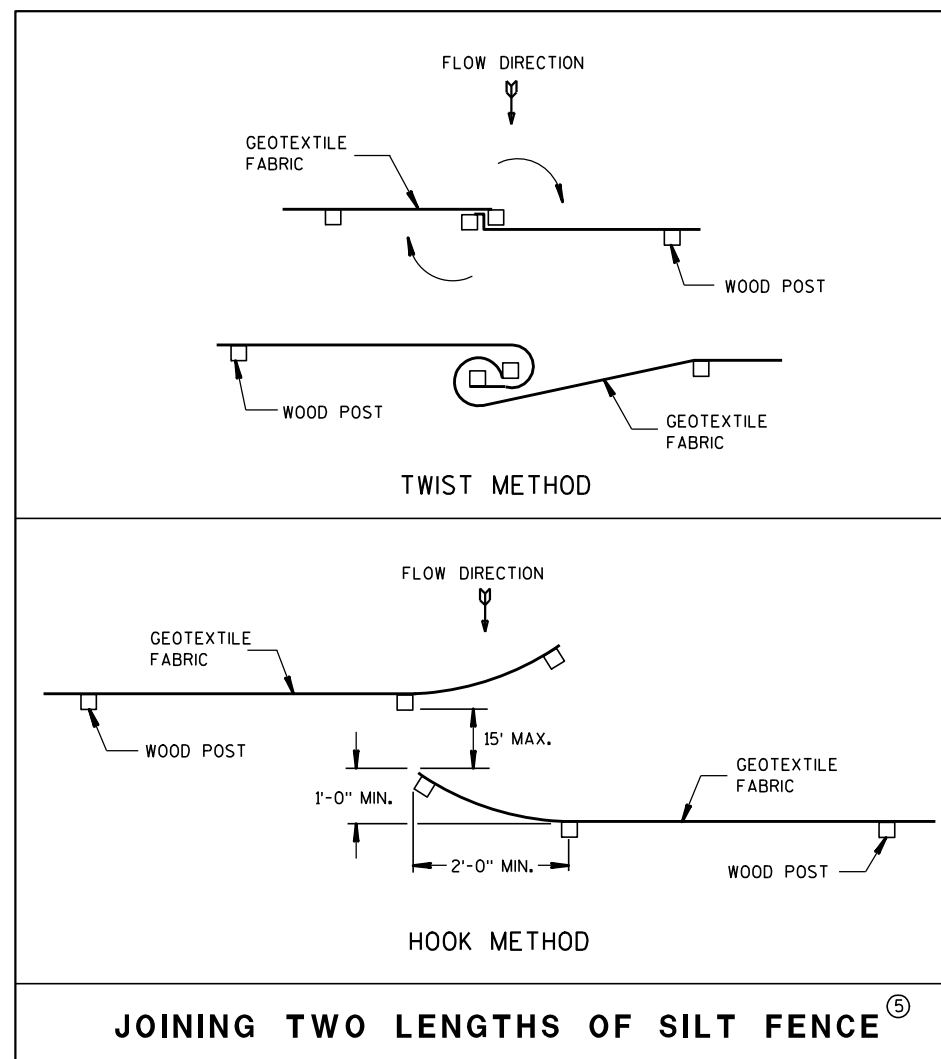 FLOW DIRECTION
GEOTEXTILE
FABRIC
WOOD POST
WOOD POST
GEOTEXTILE
FABRIC
TWIST METHOD
FLOW DIRECTION
GEOTEXTILE
FABRIC
WOOD POST
15' MAX.
1'-0" MIN.
GEOTEXTILE
FABRIC
2'-0" MIN.
WOOD POST
HOOK METHOD
JOINING TWO LENGTHS OF SILT FENCE ⑤